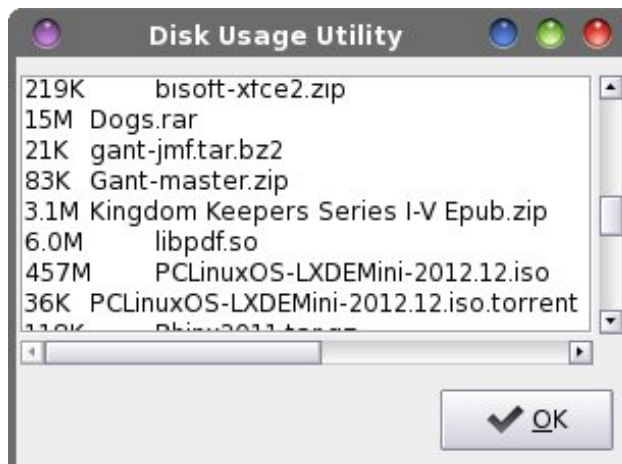 Disk Usage Utility
219K bisoft-xfce2.zip
15M Dogs.rar
21K gant-jmf.tar.bz2
83K Gant-master.zip
3.1M Kingdom Keepers Series I-V Epub.zip
6.0M libpdf.so
457M PCLinuxOS-LXDEMini-2012.12.iso
36K PCLinuxOS-LXDEMini-2012.12.iso.torrent
OK